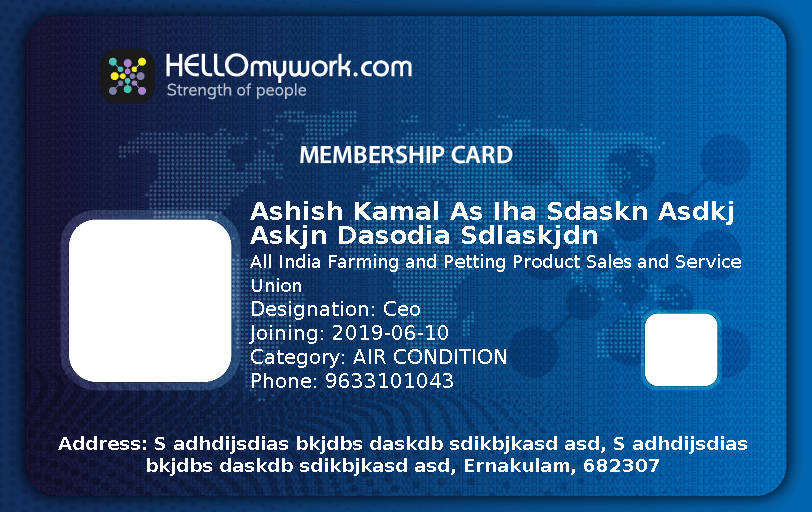 HELLOmywork.com
Strength of people
MEMBERSHIP CARD
Ashish Kamal As Iha Sdaskn Asdkj
Askjn Dasodia Sdlaskjdn
All India Farming and Petting Product Sales and Service
Union
Designation: Ceo
Joining: 2019-06-10
Category: AIR CONDITION
Phone: 9633101043
Address: S adhdijsdias bkjdbs daskdb sdikbjkasd asd, S adhdijsdias
bkjdbs daskdb sdikbjkasd asd, Ernakulam, 682307